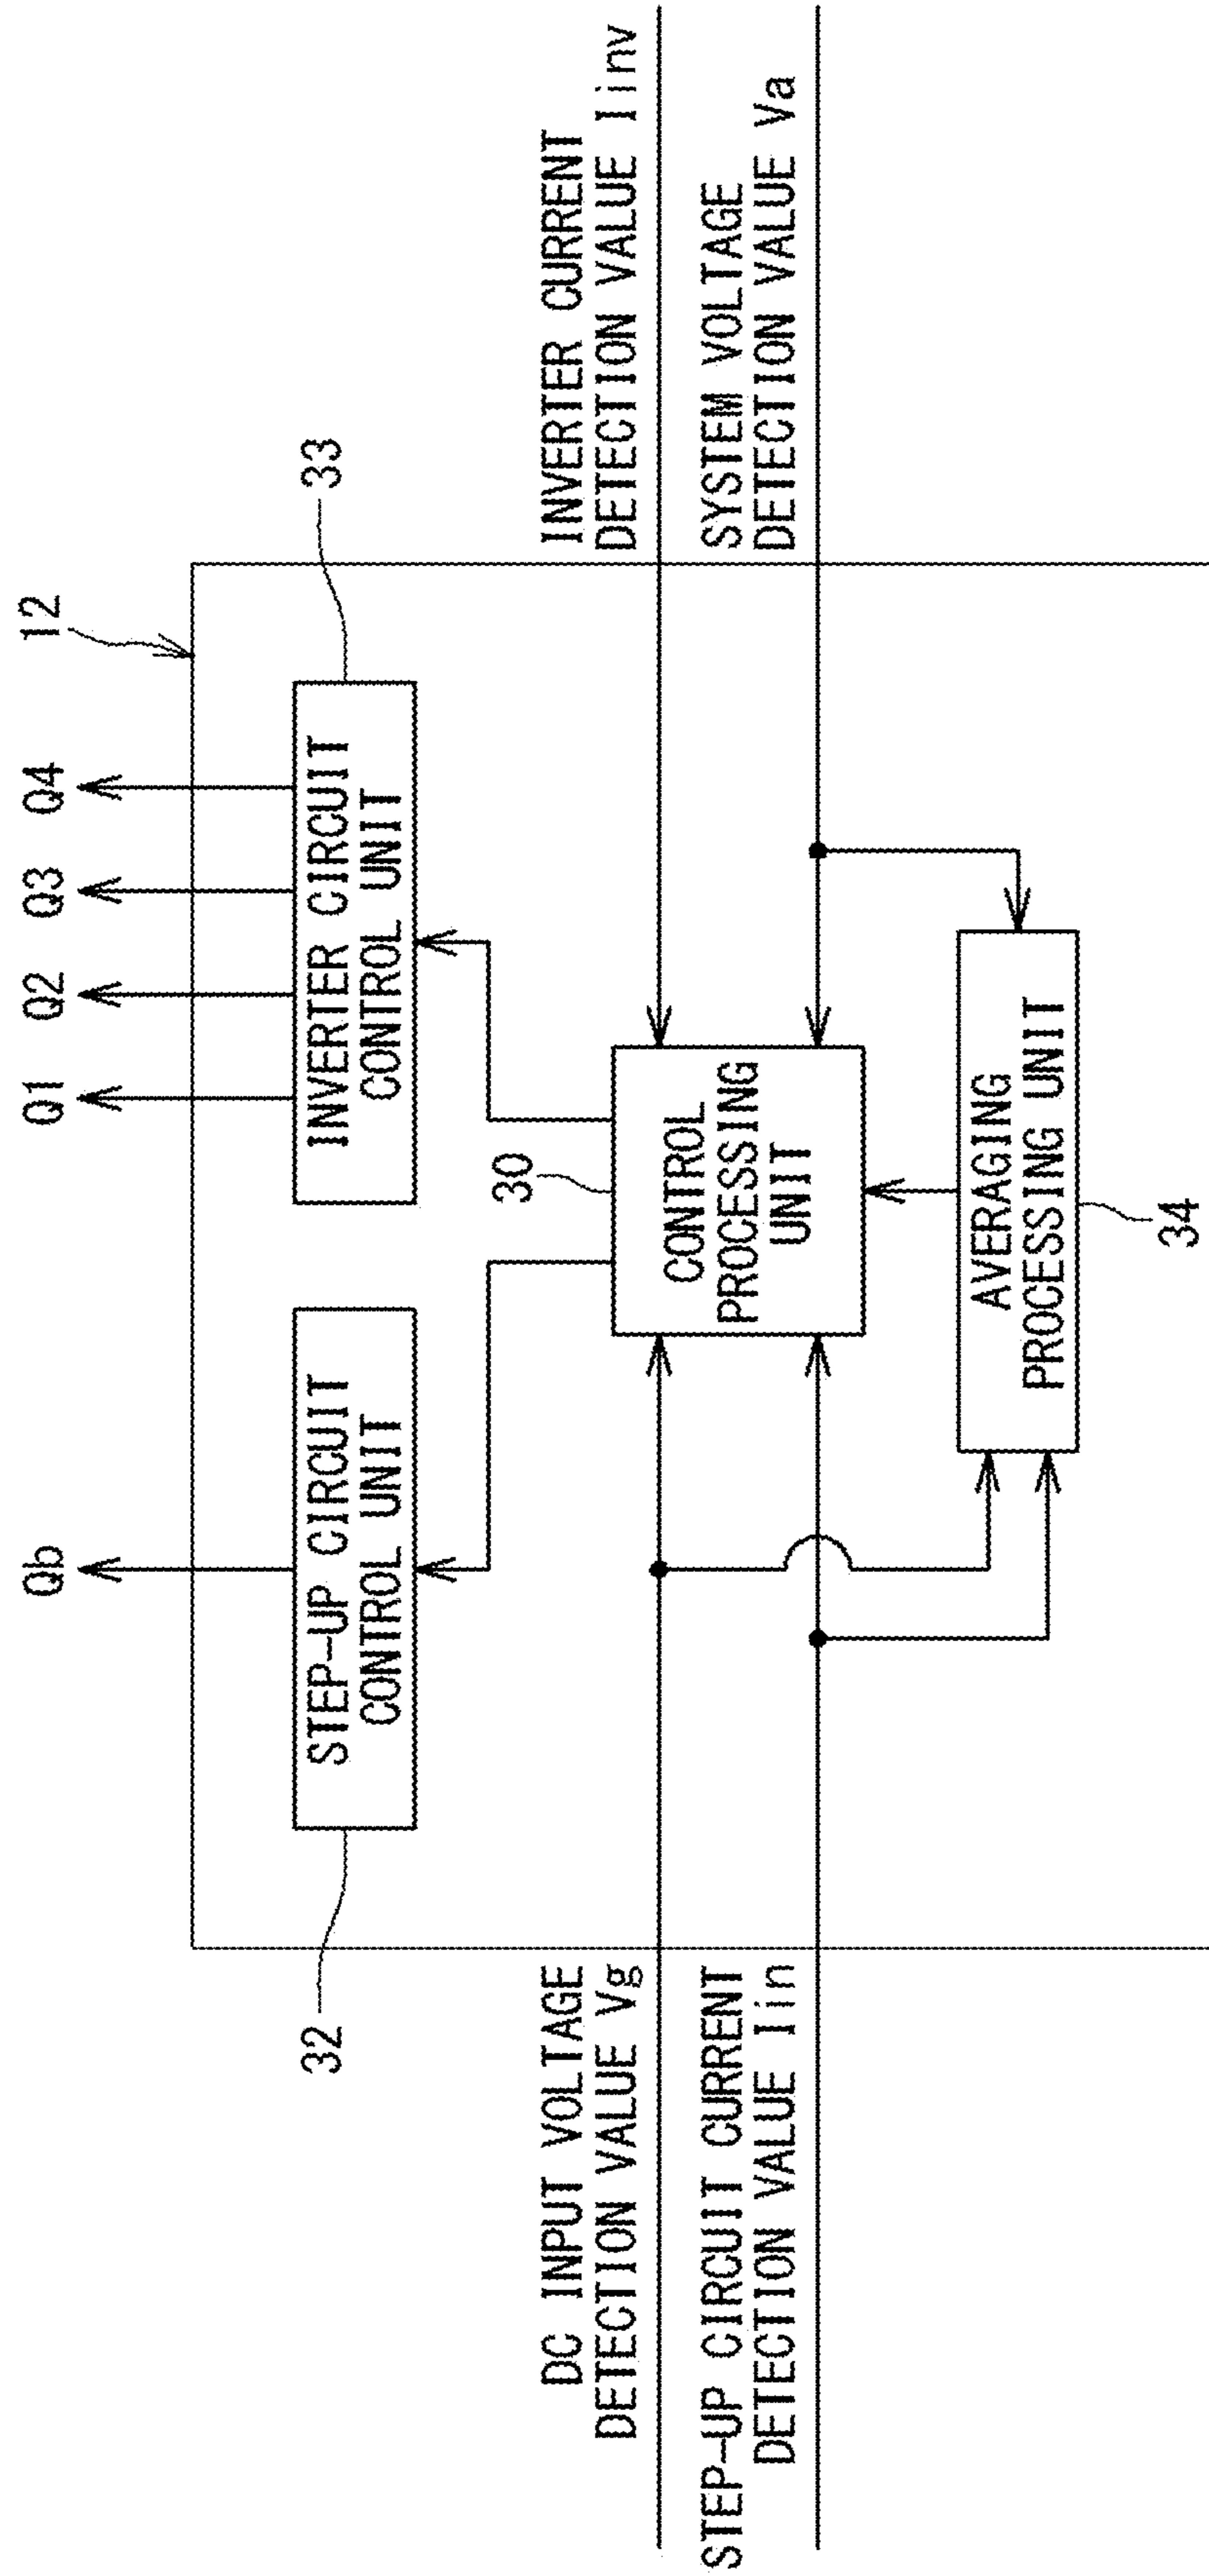 Qb
Q1
Q2
Q3
Q4
12
32
STEP-UP CIRCUIT
CONTROL UNIT
INVERTER CIRCUIT
CONTROL UNIT
33
DC INPUT VOLTAGE
DETECTION VALUE Vg
30
INVERTER CURRENT
DETECTION VALUE Iinv
STEP-UP CIRCUIT CURRENT
DETECTION VALUE Iin
CONTROL
PROCESSING
UNIT
SYSTEM VOLTAGE
DETECTION VALUE Va
AVERAGING
PROCESSING UNIT
34